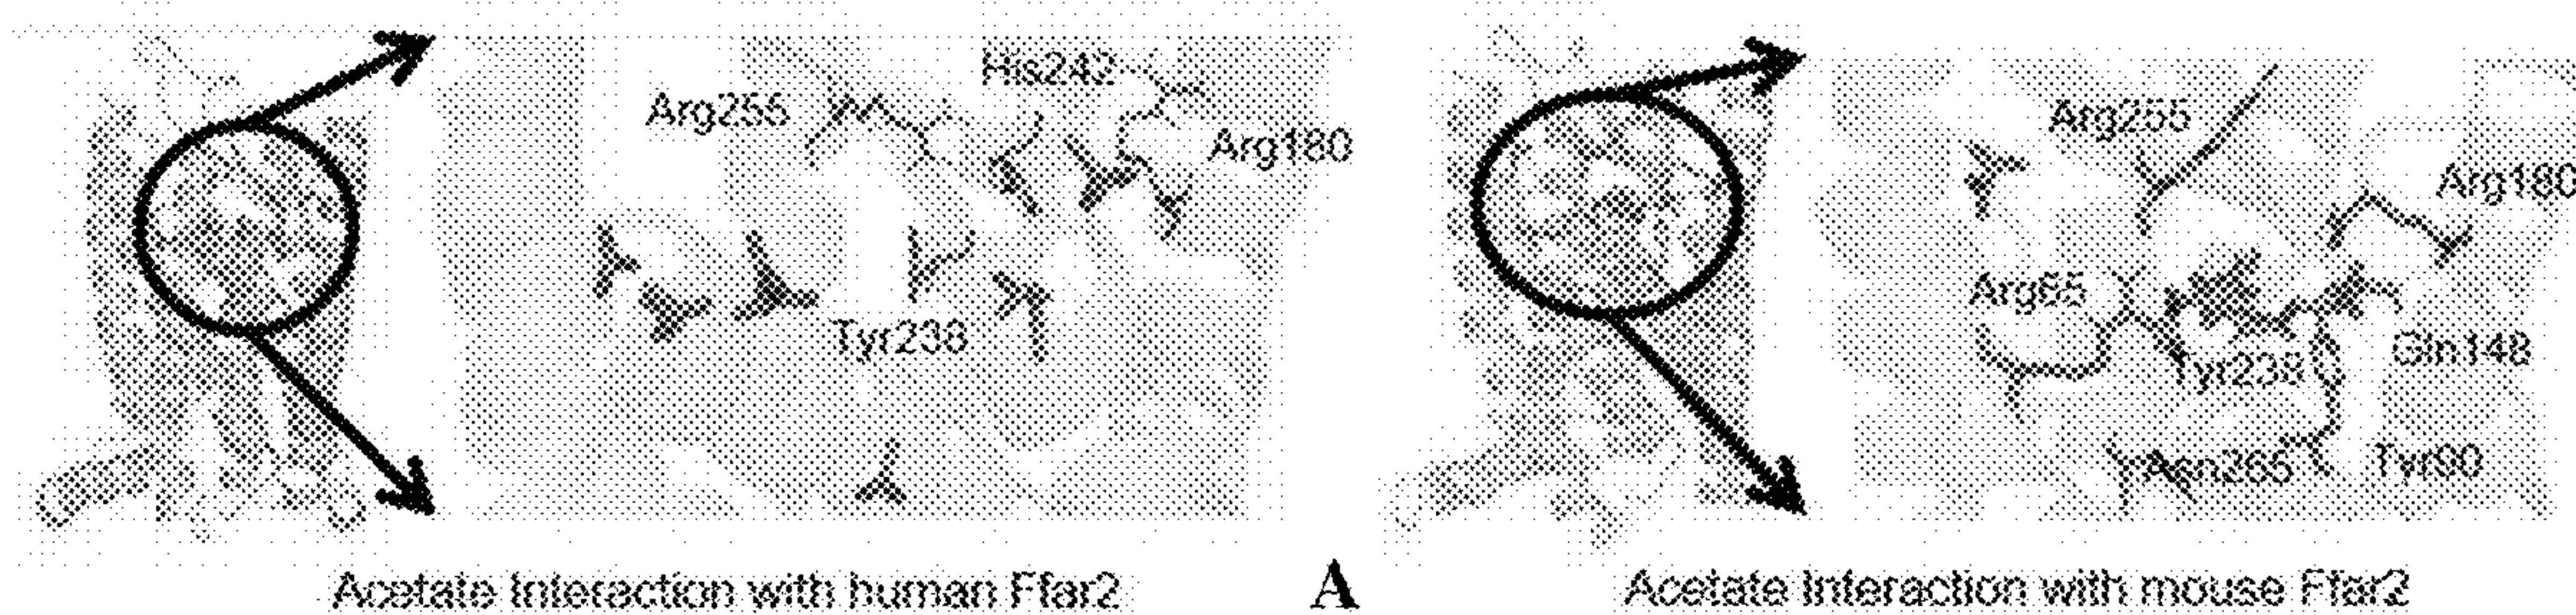 His242
Arg255
Arg180
Tyr238
Acetate Interaction with human Ffar2
A
Arg255
Arg180
Arg65
Tyr238
Gln148
Asn265
Tyr90
Acetate Interaction with mouse Ffar2